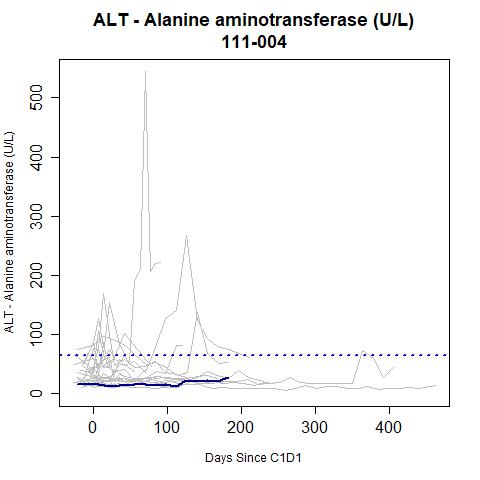 ALT - Alanine aminotransferase (U/L)
111-004
ALT - Alanine aminotransferase (U/L)
500
400
300
200
100
0
0 100 200 300 400
Days Since C1D1